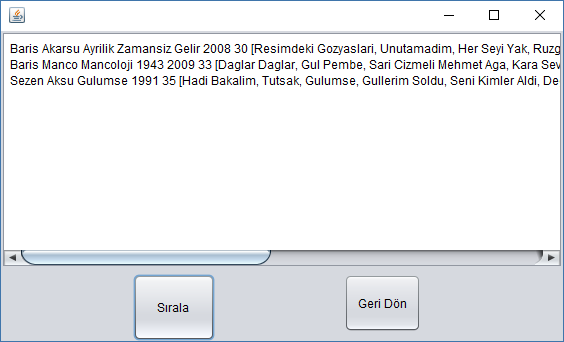 Baris Akarsu Ayrilik Zamansiz Gelir 2008 30 [Resimdeki Gozyaslari, Unutamadim, Her Seyi Yak, Ruzg
Baris Manco Mancoloji 1943 2009 33 [Daglar Daglar, Gul Pembe, Sari Cizmeli Mehmet Aga, Kara Sev
Sezen Aksu Gulumse 1991 35 [Hadi Bakalim, Tutsak, Gulumse, Gullerim Soldu, Seni Kimler Aldi, De
Sırala
Geri Dön